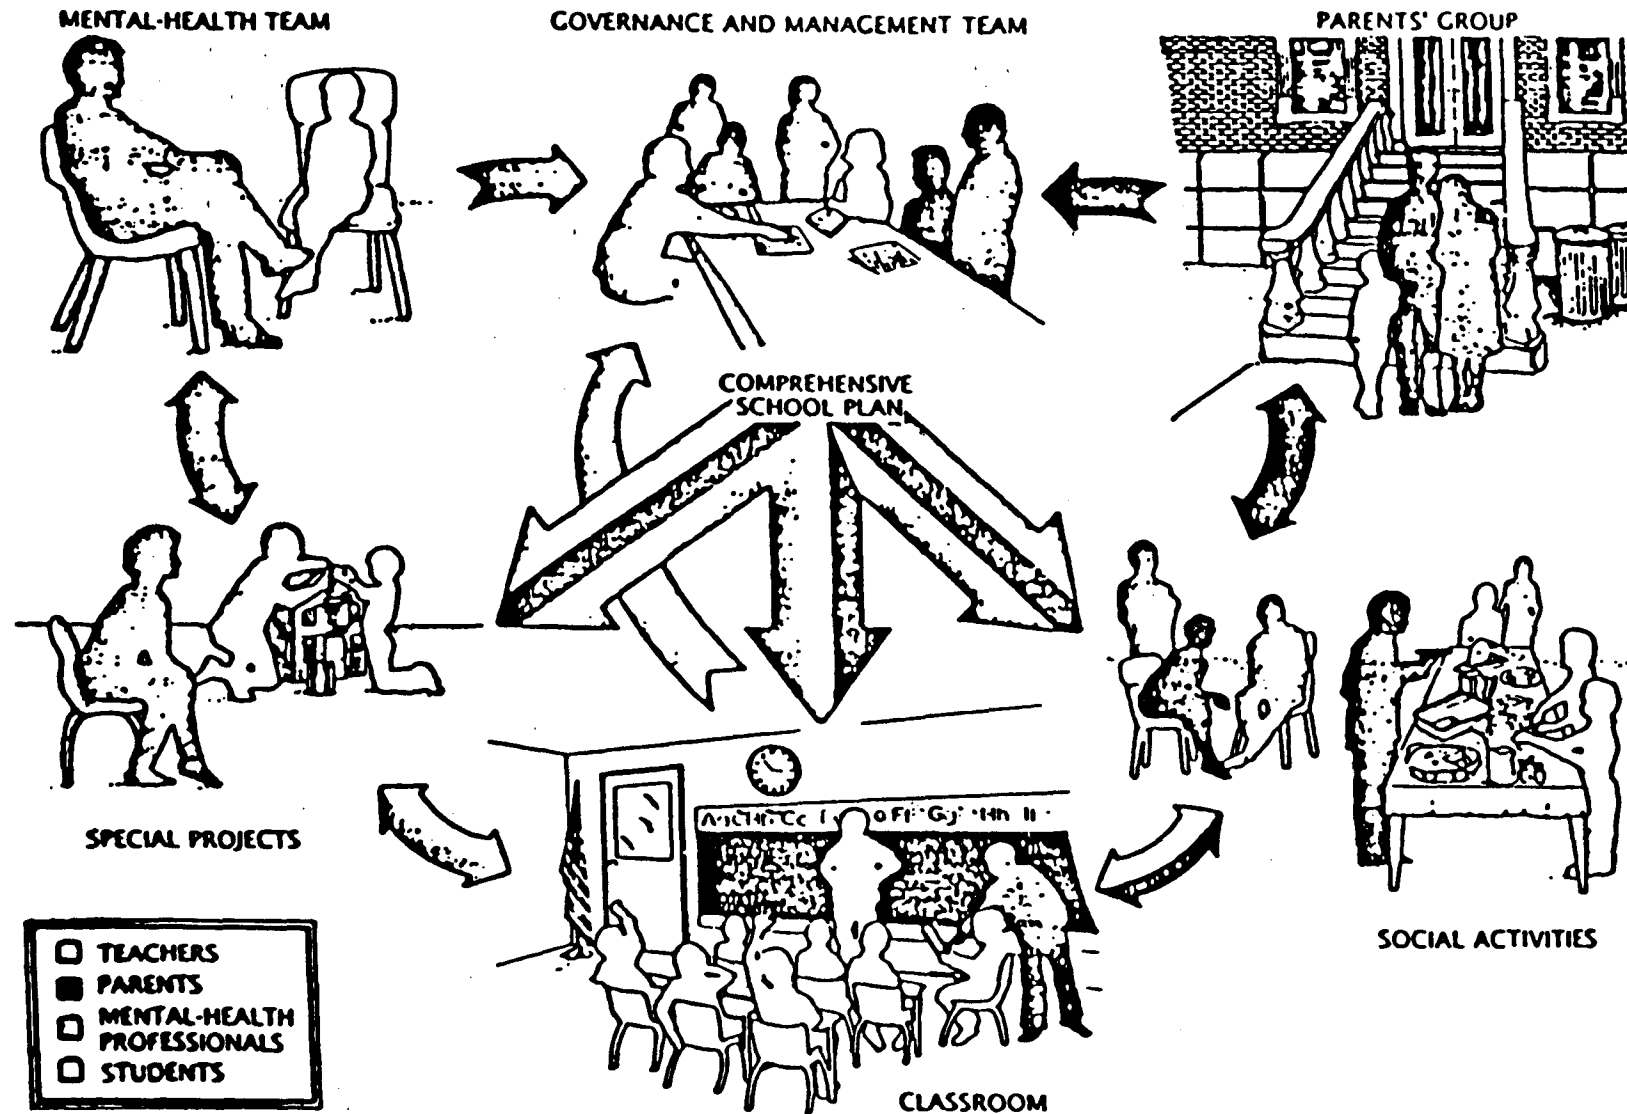 MENTAL-HEALTH TEAM
GOVERNANCE AND MANAGEMENT TEAM
PARENTS' GROUP
COMPREHENSIVE
SCHOOL PLAN
SPECIAL PROJECTS
SOCIAL ACTIVITIES
TEACHERS
PARENTS
MENTAL-HEALTH
PROFESSIONALS
STUDENTS
CLASSROOM